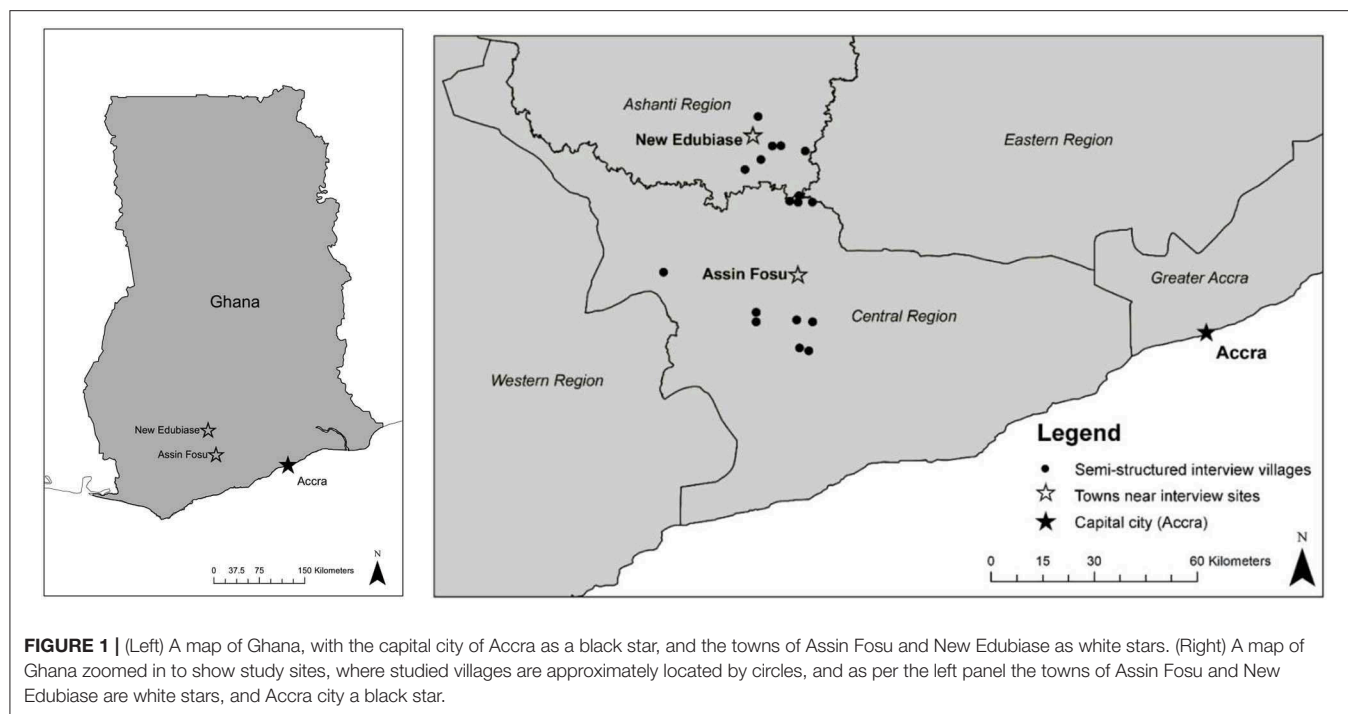 Ghana
New Edubiase
Assin Fosu
Accra
N
0 37.5 75 150 Kilometers
Ashanti Region
New Edubiase
Eastern Region
Assin Fosu
Greater Accra
Central Region
Accra
Western Region
Legend
Semi-structured interview villages
Towns near interview sites
Capital city (Accra)
N
0 15 30 60 Kilometers
FIGURE 1 | (Left) A map of Ghana, with the capital city of Accra as a black star, and the towns of Assin Fosu and New Edubiase as white stars. (Right) A map of
Ghana zoomed in to show study sites, where studied villages are approximately located by circles, and as per the left panel the towns of Assin Fosu and New
Edubiase are white stars, and Accra city a black star.